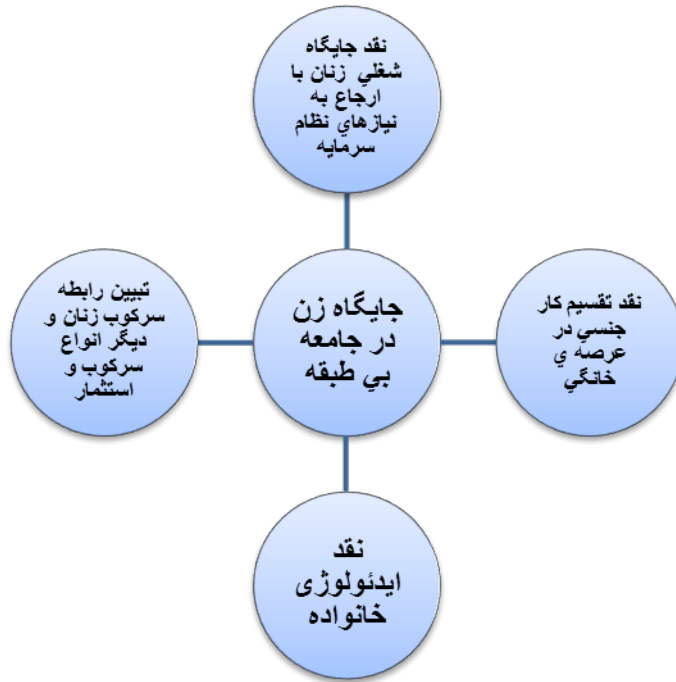 نقد جايگاه
شغلي زنان با
ارجاع به
نيازهاي نظام
سرمايه
نقد تقسيم كار
جنسي در
عرصه ي
خانگي
جايگاه زن
در جامعه
بي طبقه
تبيين رابطه
سركوب زنان و
ديگر انواع
سركوب و
استثمار
نقد
ایدئولوژی
خانواده